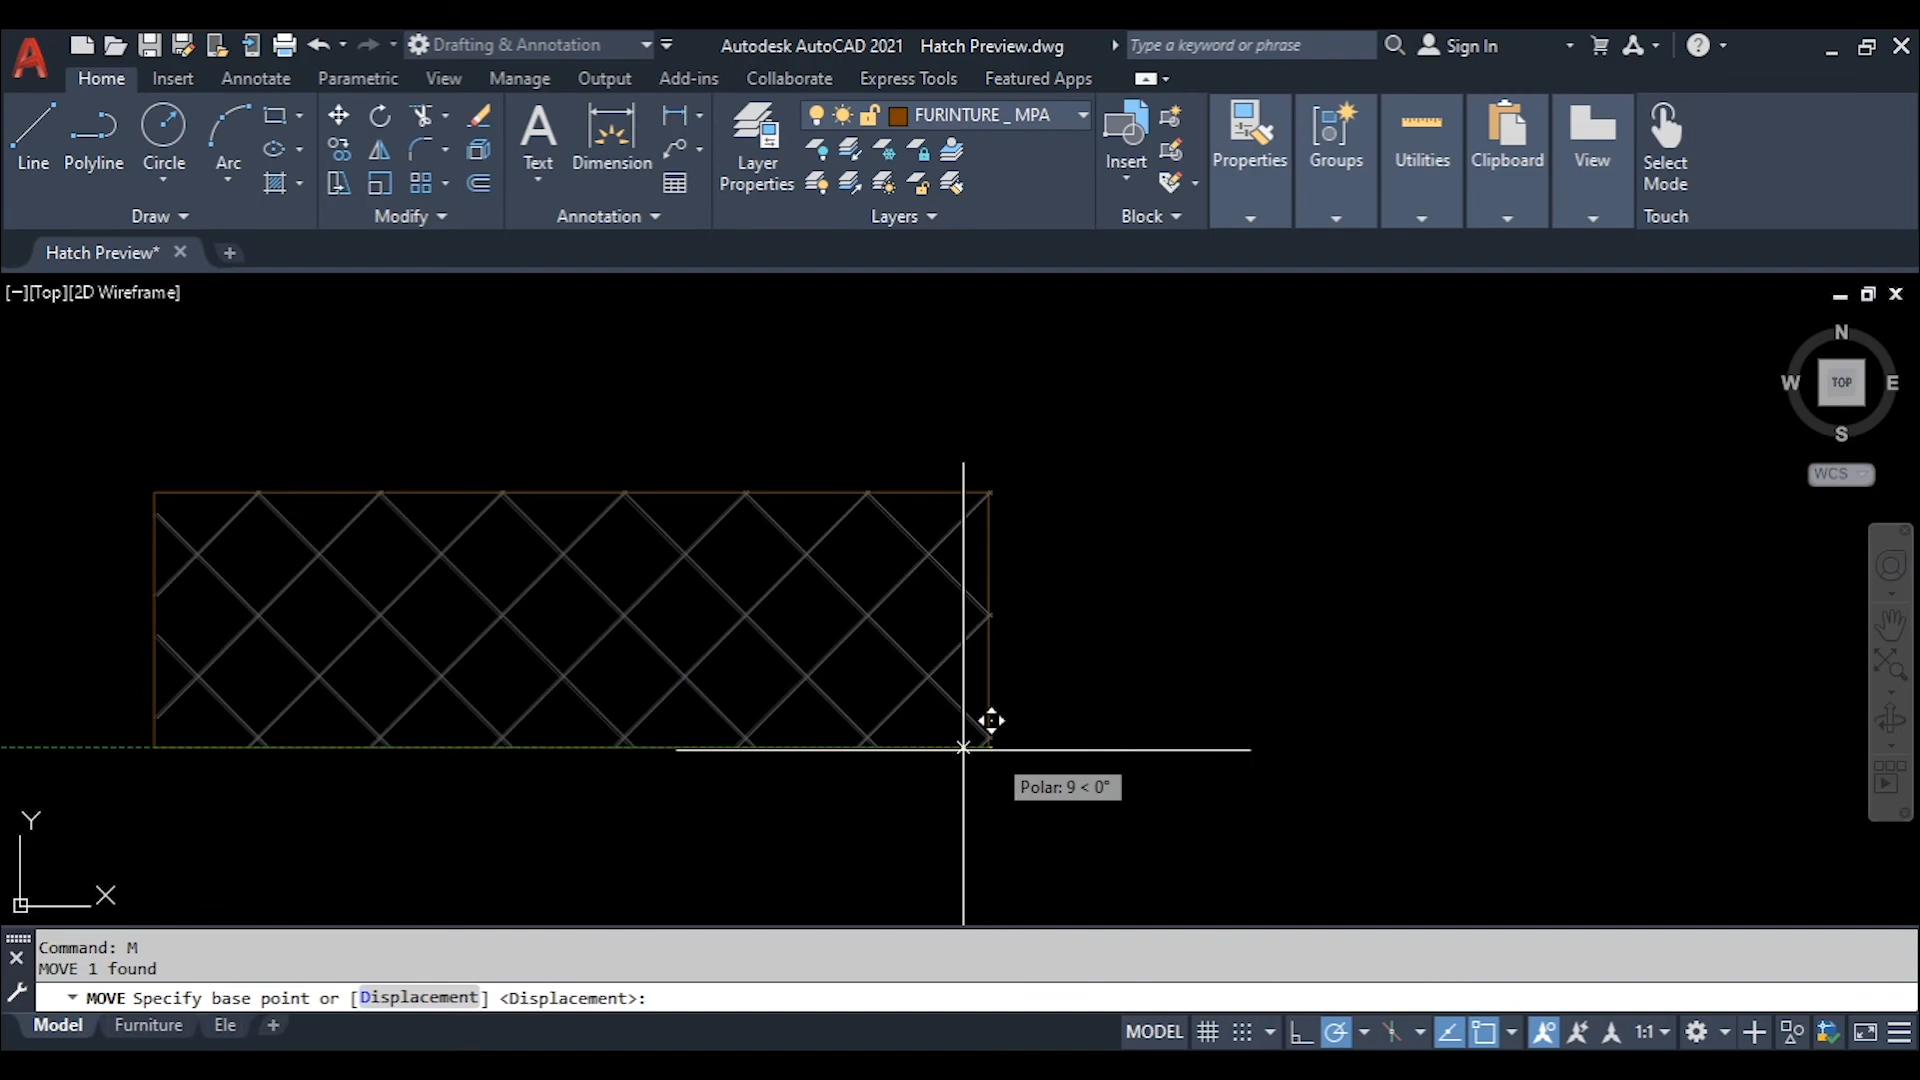 Drafting & Annotation
Autodesk AutoCAD 2021 Hatch Preview.dwg
Type a keyword or phrase
Sign In
Home Insert Annotate Parametric View Manage Output Add-ins Collaborate Express Tools Featured Apps
Line
Polyline
Circle
Arc
Draw
Modify
Text
Dimension
Annotation
Layer
Properties
FURINTURE _ MPA
Layers
Insert
Block
Properties
Groups
Utilities
Clipboard
View
Select
Mode
Touch
Hatch Preview*
[−][Top][2D Wireframe]
N
W
TOP
E
S
WCS
Polar: 9 < 0°
Y
X
Command: M
MOVE 1 found
MOVE Specify base point or [Displacement] <Displacement>:
Model Furniture Ele
MODEL
1:1